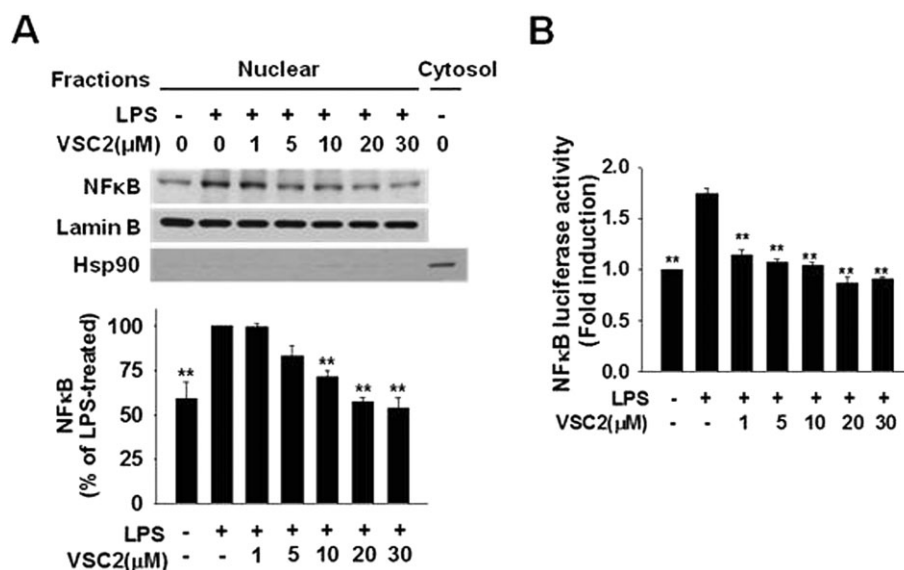 A
Fractions Nuclear Cytosol
LPS - + + + + + + -
VSC2(μM) 0 0 1 5 10 20 30 0
NFκB
Lamin B
Hsp90
NFκB
(% of LPS-treated)
100
75
50
25
0
** ** ** **
LPS - + + + + + +
VSC2(μM) - - 1 5 10 20 30
B
NFκB luciferase activity
(Fold induction)
2.0
1.5
1.0
0.5
0.0
** ** ** ** ** **
LPS - + + + + + +
VSC2(μM) - - 1 5 10 20 30